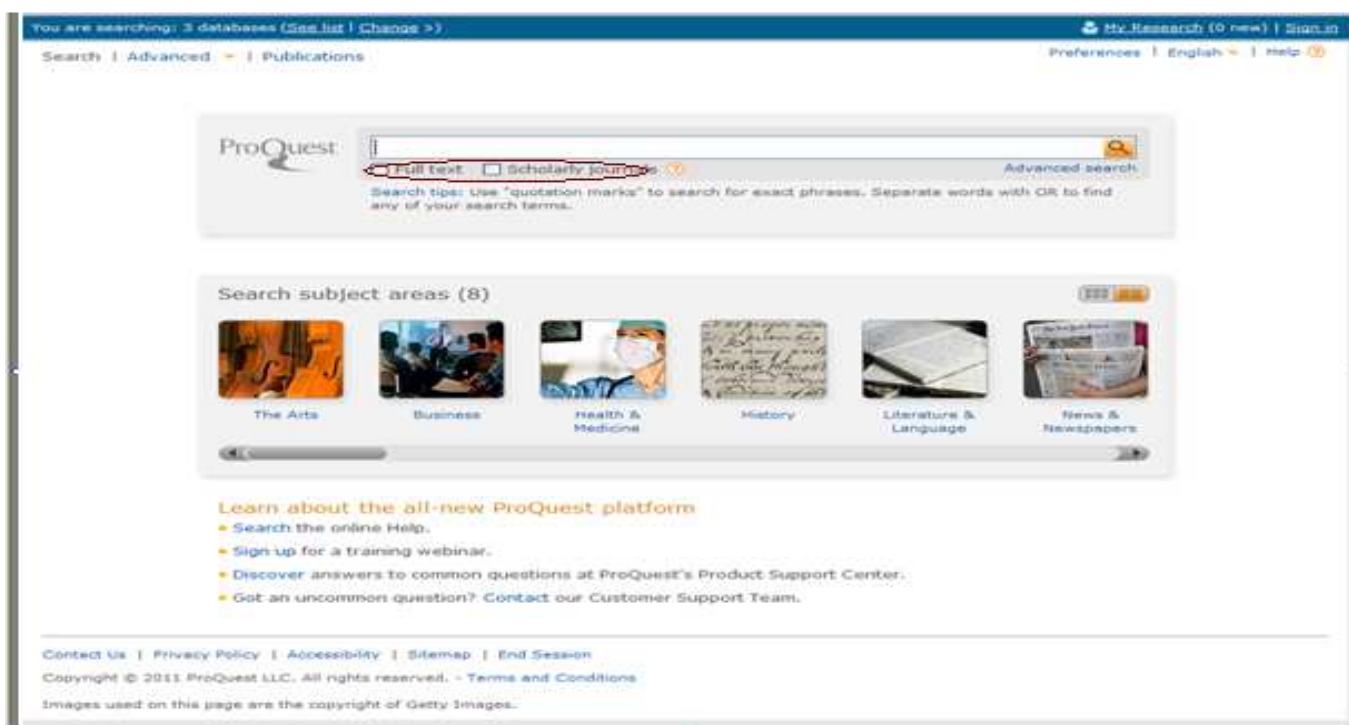 You are searching: 3 databases (See list | Change >)
My Research (0 new) | Sign in
Search | Advanced | Publications
Preferences | English | Help ?
ProQuest
Full text Scholarly journals ?
Advanced search
Search tips: Use "quotation marks" to search for exact phrases. Separate words with OR to find
any of your search terms.
Search subject areas (8)
The Arts
Business
Health &
Medicine
History
Literature &
Language
News &
Newspapers
Learn about the all-new ProQuest platform
Search the online Help.
Sign up for a training webinar.
Discover answers to common questions at ProQuest's Product Support Center.
Got an uncommon question? Contact our Customer Support Team.
Contact Us | Privacy Policy | Accessibility | Sitemap | End Session
Copyright © 2011 ProQuest LLC. All rights reserved. - Terms and Conditions
Images used on this page are the copyright of Getty Images.